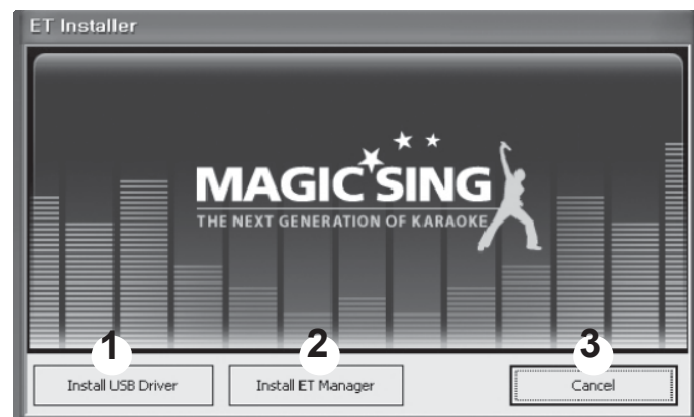 ET Installer
MAGIC SING
THE NEXT GENERATION OF KARAOKE
1 2 3
Install USB Driver Install ET Manager Cancel